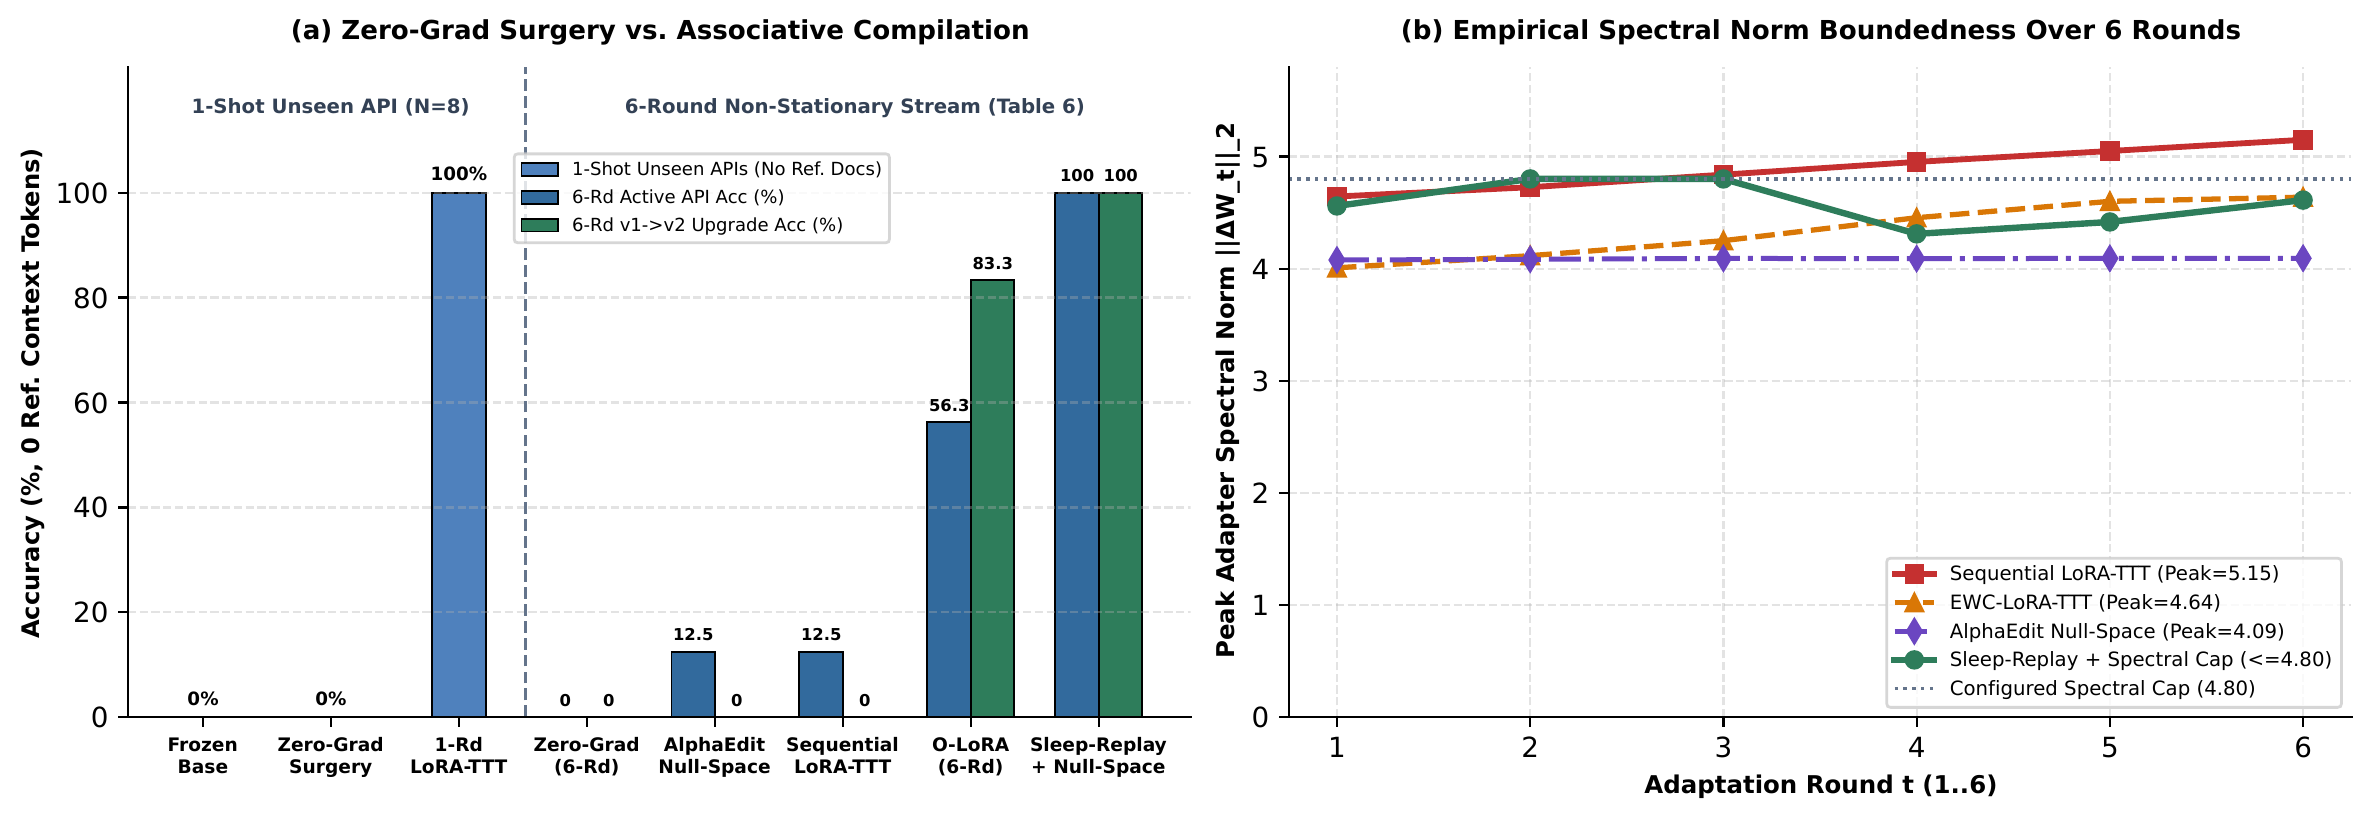 (a) Zero-Grad Surgery vs. Associative Compilation
1-Shot Unseen API (N=8)
6-Round Non-Stationary Stream (Table 6)
1-Shot Unseen APIs (No Ref. Docs)
6-Rd Active API Acc (%)
6-Rd v1->v2 Upgrade Acc (%)
Accuracy (%, 0 Ref. Context Tokens)
100
80
60
40
20
0
0%
0%
100%
0
0
12.5
0
12.5
0
56.3
83.3
100
100
Frozen
Base
Zero-Grad
Surgery
1-Rd
LoRA-TTT
Zero-Grad
(6-Rd)
AlphaEdit
Null-Space
Sequential
LoRA-TTT
O-LoRA
(6-Rd)
Sleep-Replay
+ Null-Space
(b) Empirical Spectral Norm Boundedness Over 6 Rounds
Peak Adapter Spectral Norm ||ΔW_t||_2
5
4
3
2
1
0
Sequential LoRA-TTT (Peak=5.15)
EWC-LoRA-TTT (Peak=4.64)
AlphaEdit Null-Space (Peak=4.09)
Sleep-Replay + Spectral Cap (<=4.80)
Configured Spectral Cap (4.80)
1
2
3
4
5
6
Adaptation Round t (1..6)